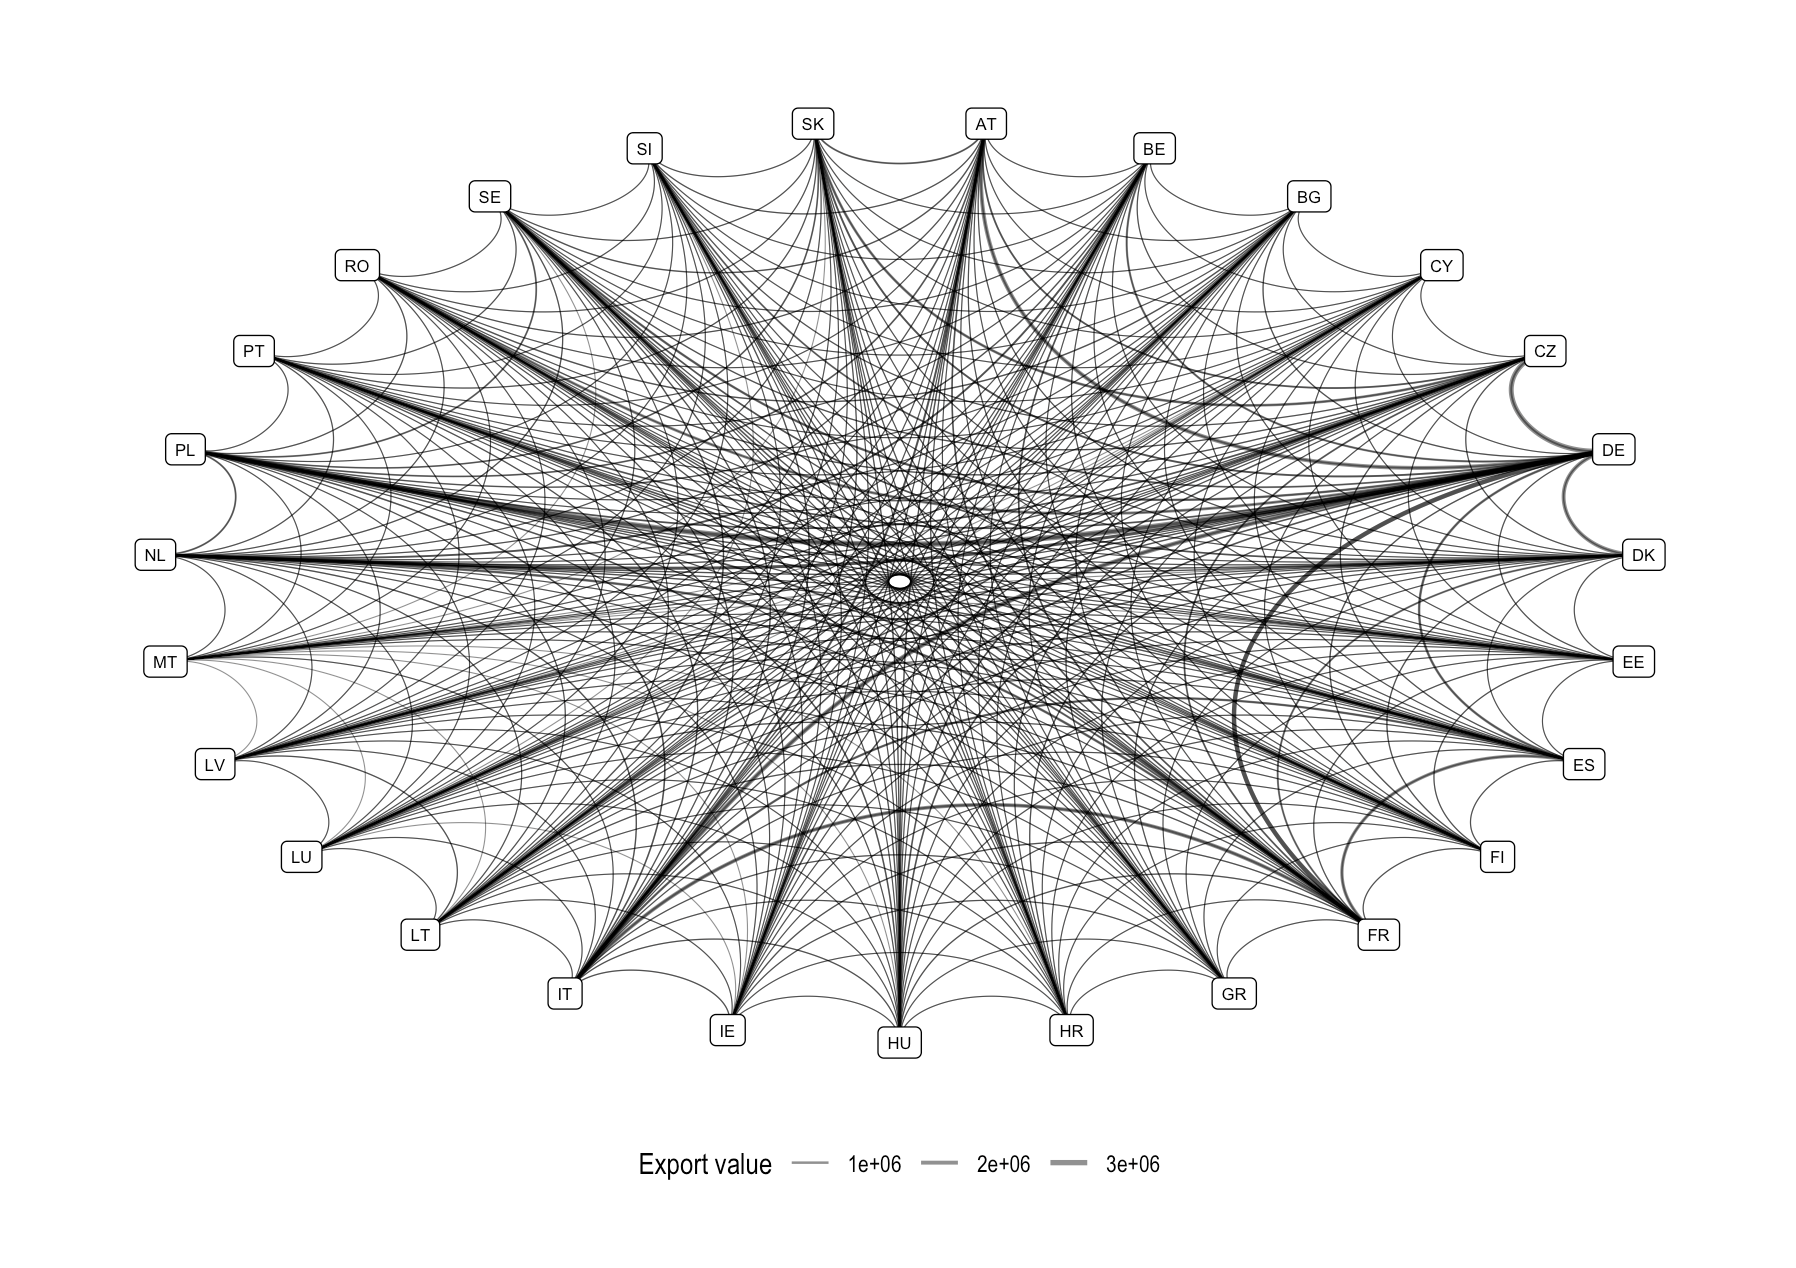 SK AT
SI BE
SE BG
RO CY
PT CZ
PL DE
NL DK
MT EE
LV ES
LU FI
LT FR
IT GR
IE HR
HU
Export value 1e+06 2e+06 3e+06